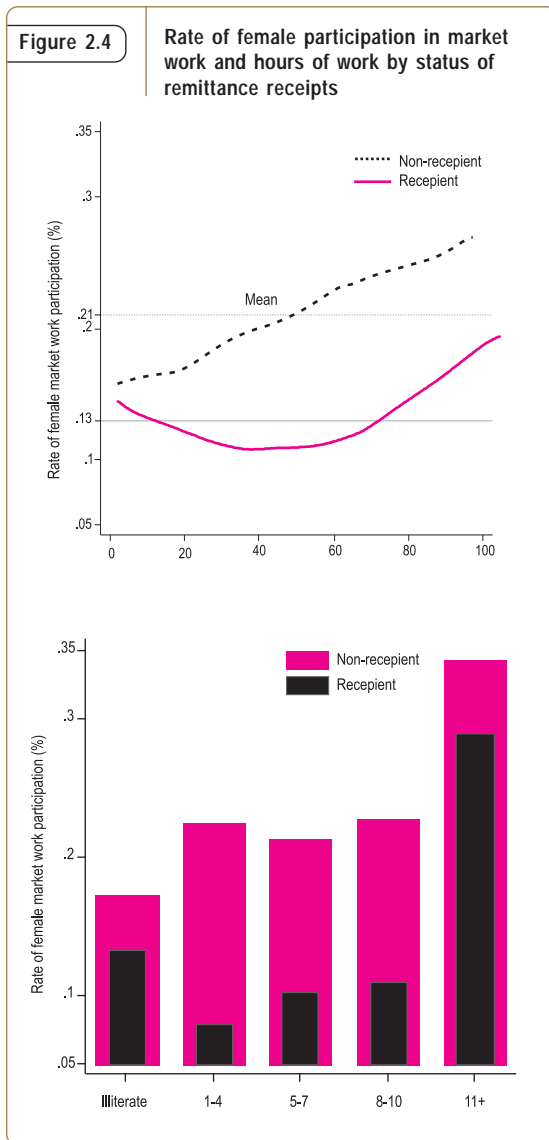 Figure 2.4
Rate of female participation in market
work and hours of work by status of
remittance receipts
Rate of female market work participation (%)
.35
.3
.21
.2
.13
.1
.05
Non-recepient
Recepient
Mean
0
20
40
60
80
100
Rate of female market work participation (%)
.35
.3
.2
.1
.05
Non-recepient
Recepient
Illiterate
1-4
5-7
8-10
11+